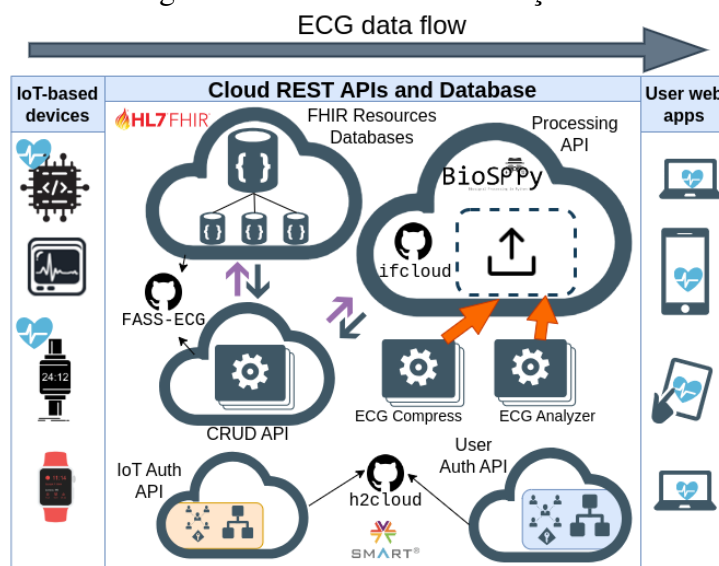 ECG data flow
IoT-based
devices
Cloud REST APIs and Database
User web
apps
HL7 FHIR
FHIR Resources
Databases
Processing
API
BioSPPy
ifcloud
FASS-ECG
24:12
CRUD API
ECG Compress
ECG Analyzer
IoT Auth
API
User
Auth API
h2cloud
SMART®